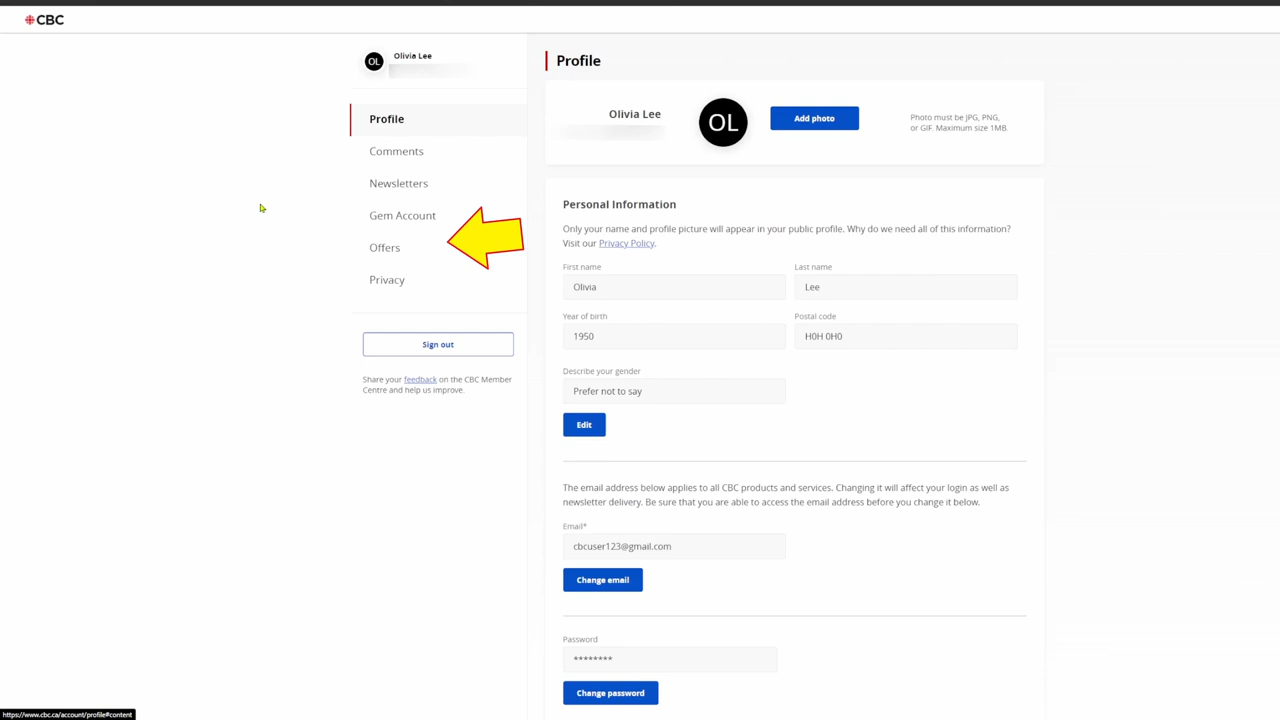 CBC
OL
Olivia Lee
Profile
Comments
Newsletters
Gem Account
Offers
Privacy
Sign out
Share your feedback on the CBC Member
Centre and help us improve.
Profile
Olivia Lee
OL
Add photo
Photo must be JPG, PNG,
or GIF. Maximum size 1MB.
Personal Information
Only your name and profile picture will appear in your public profile. Why do we need all of this information?
Visit our Privacy Policy.
First name
Last name
Olivia
Lee
Year of birth
Postal code
1950
H0H 0H0
Describe your gender
Prefer not to say
Edit
The email address below applies to all CBC products and services. Changing it will affect your login as well as
newsletter delivery. Be sure that you are able to access the email address before you change it below.
Email*
cbcuser123@gmail.com
Change email
Password
********
Change password
https://www.cbc.ca/account/profile#content